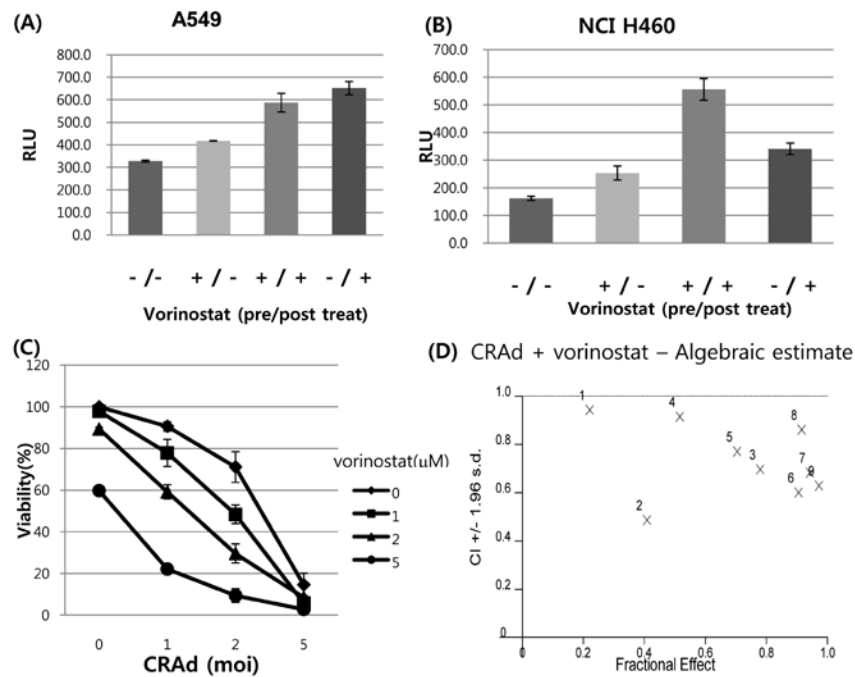 (A)
A549
RLU
800.0
700.0
600.0
500.0
400.0
300.0
200.0
100.0
0.0
- /-
+ / -
+ / +
-/ +
Vorinostat (pre/post treat)
(B)
NCI H460
RLU
700.0
600.0
500.0
400.0
300.0
200.0
100.0
0.0
- / -
+ / -
+ / +
- / +
Vorinostat (pre/post treat)
(C)
Viability(%)
120
100
80
60
40
20
0
0
1
2
5
CRAd (moi)
vorinostat(μM)
0
1
2
5
(D) CRAd + vorinostat – Algebraic estimate
CI +/- 1.96 s.d.
1.0
0.8
0.6
0.4
0.2
0
1
2
3
4
5
6
7
8
9
0
0.2
0.4
0.6
0.8
1.0
Fractional Effect